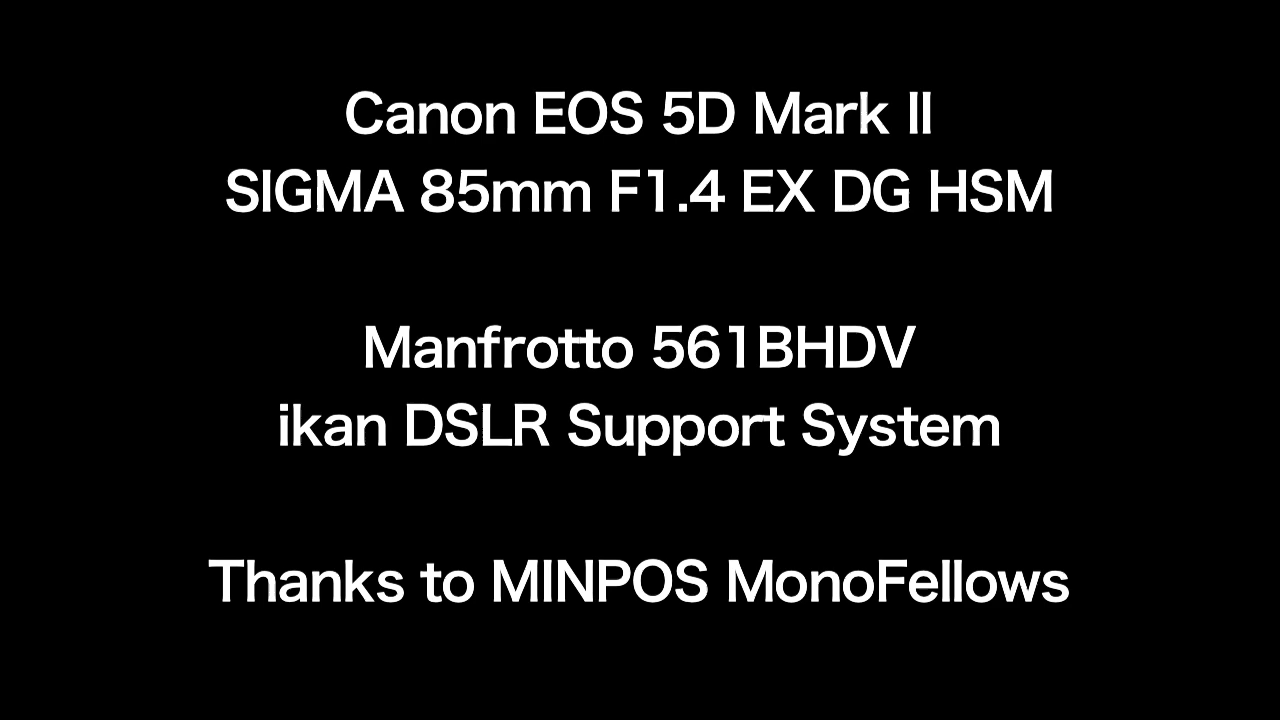 Canon EOS 5D Mark II
SIGMA 85mm F1.4 EX DG HSM
Manfrotto 561BHDV
ikan DSLR Support System
Thanks to MINPOS MonoFellows